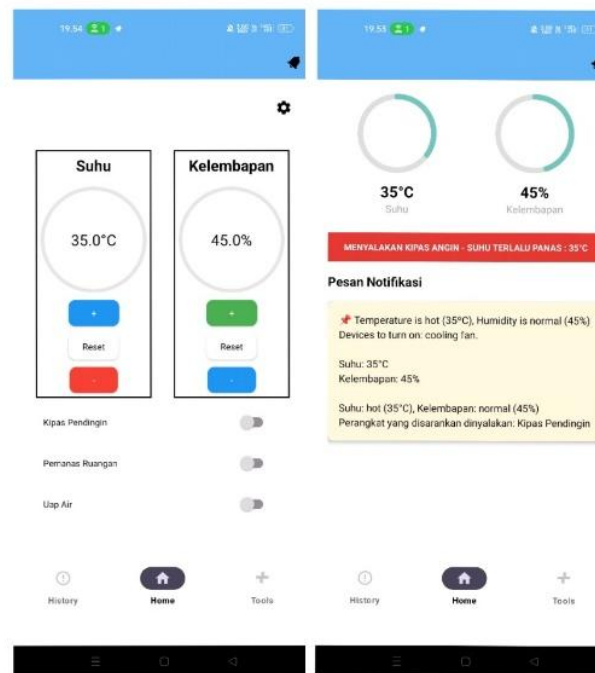 19.54
1
Suhu
Kelembapan
35.0°C
45.0%
+
+
Reset
Reset
-
-
Kipas Pendingin
Pemanas Ruangan
Uap Air
History
Home
Tools
19.53
1
35°C
45%
Suhu
Kelembapan
MENYALAKAN KIPAS ANGIN - SUHU TERLALU PANAS : 35°C
Pesan Notifikasi
📌 Temperature is hot (35°C), Humidity is normal (45%)
Devices to turn on: cooling fan.
Suhu: 35°C
Kelembapan: 45%
Suhu: hot (35°C), Kelembapan: normal (45%)
Perangkat yang disarankan dinyalakan: Kipas Pendingin
History
Home
Tools